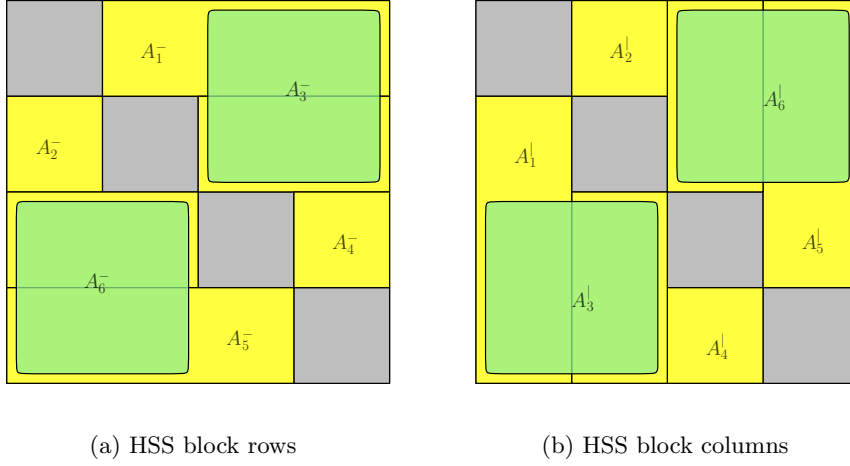 A_1^- A_3^- A_2^| A_6^|
A_2^- A_1^|
A_6^- A_4^- A_3^| A_5^|
A_5^- A_4^|
(a) HSS block rows (b) HSS block columns